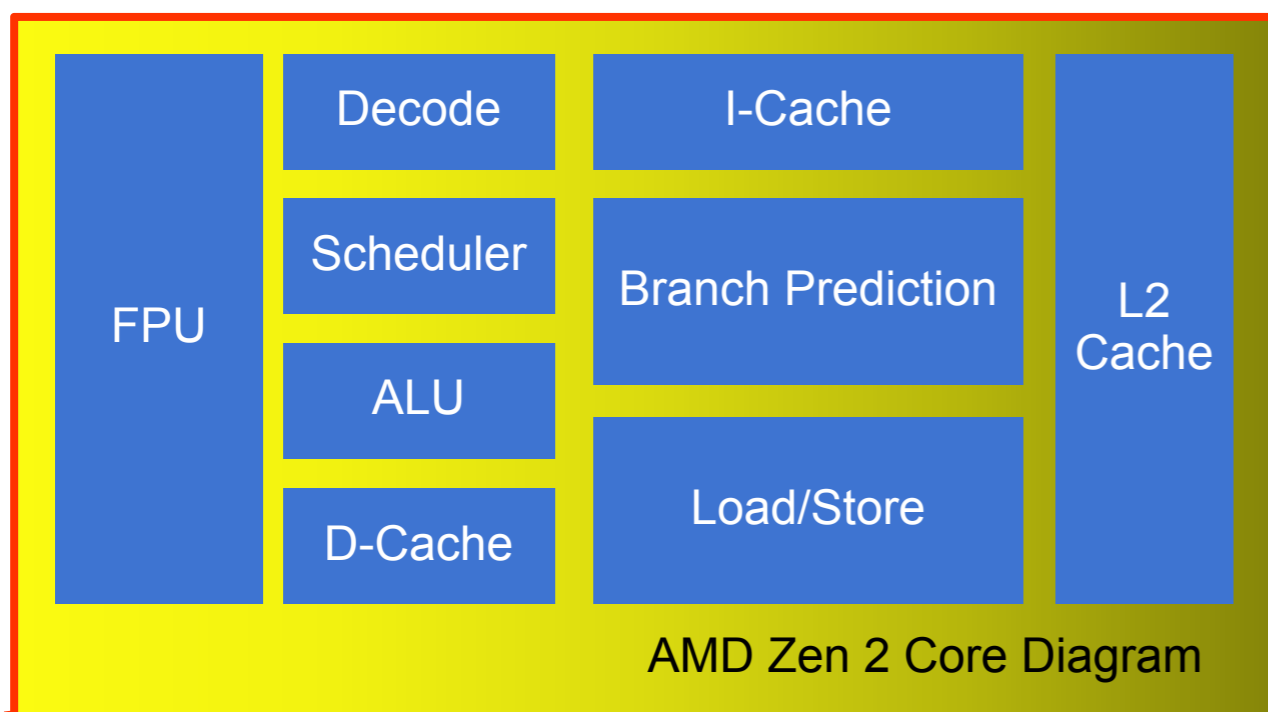 FPU
Decode
Scheduler
ALU
D-Cache
I-Cache
Branch Prediction
Load/Store
L2
Cache
AMD Zen 2 Core Diagram